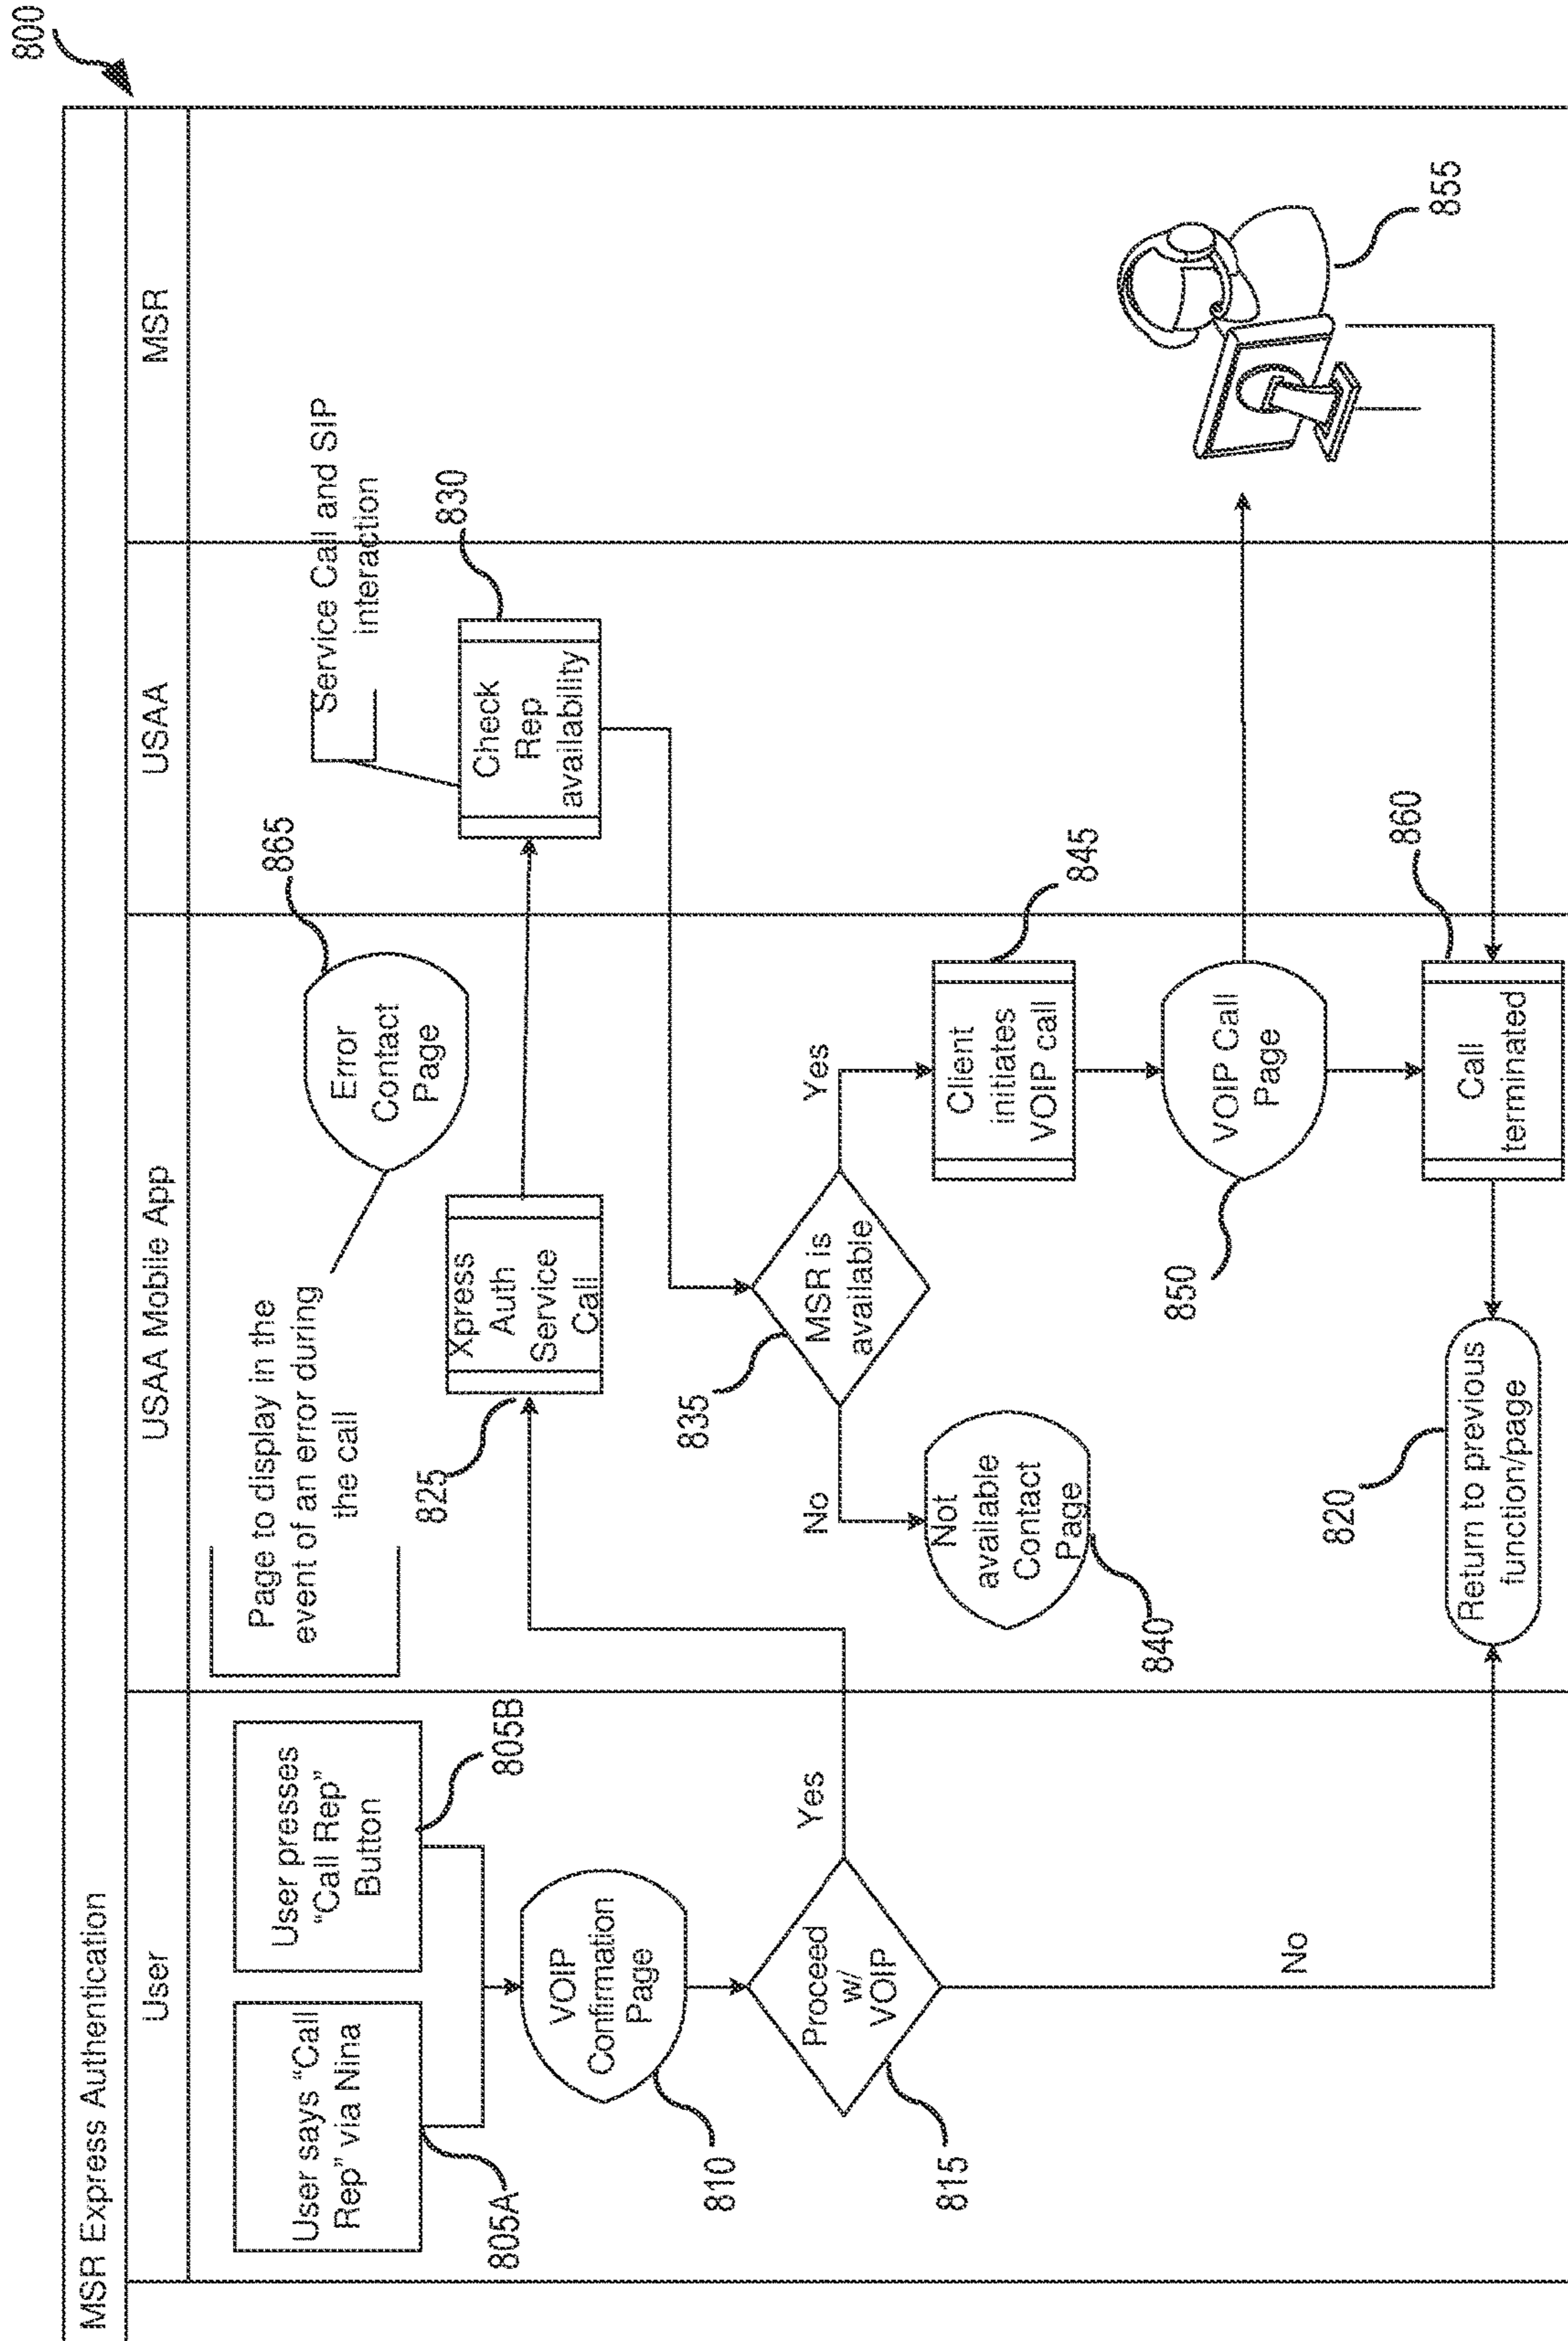 800
MSR Express Authentication
User
USAA Mobile App
USAA
MSR
User says "Call
Rep" via Nina
805A
User presses
"Call Rep"
Button
805B
VOIP
Confirmation
Page
810
Proceed
w/
VOIP
815
Yes
No
Page to display in the
event of an error during
the call
Error
Contact
Page
865
Xpress
Auth
Service
Call
825
Service Call and SIP
interaction
Check
Rep
availability
830
MSR is
available
835
No
Yes
Not
available
Contact
Page
840
Client
initiates
VOIP call
845
VOIP Call
Page
850
855
Call
terminated
860
Return to previous
function/page
820